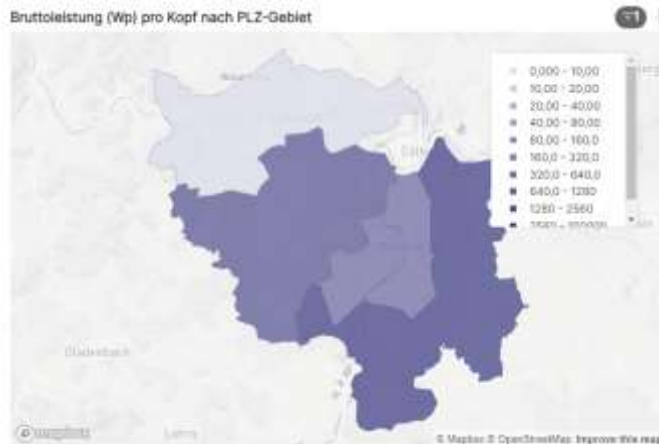 Bruttoleistung (Wp) pro Kopf nach PLZ-Gebiet
0,000 - 10,00
10,00 - 20,00
20,00 - 40,00
40,00 - 80,00
80,00 - 160,0
160,0 - 320,0
320,0 - 640,0
640,0 - 1280
1280 - 2560
Gladenbach
mapbox
© Mapbox © OpenStreetMap Improve this map